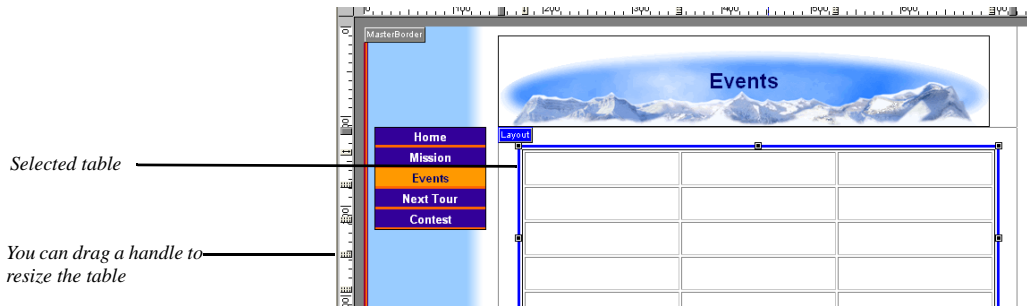 MasterBorder
Events
Home
Layout
Mission
Selected table
Events
Next Tour
Contest
You can drag a handle to
resize the table